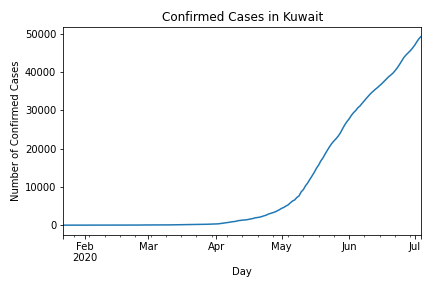 Confirmed Cases in Kuwait
Number of Confirmed Cases
50000
40000
30000
20000
10000
0
Feb Mar Apr May Jun Jul
2020
Day